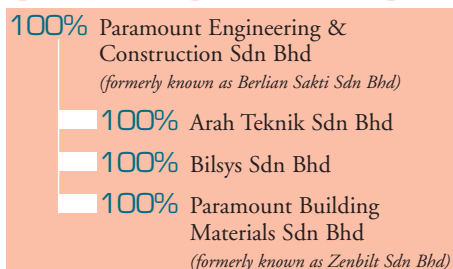 100% Paramount Engineering &
Construction Sdn Bhd
(formerly known as Berlian Sakti Sdn Bhd)
100% Arah Teknik Sdn Bhd
100% Bilsys Sdn Bhd
100% Paramount Building
Materials Sdn Bhd
(formerly known as Zenbilt Sdn Bhd)